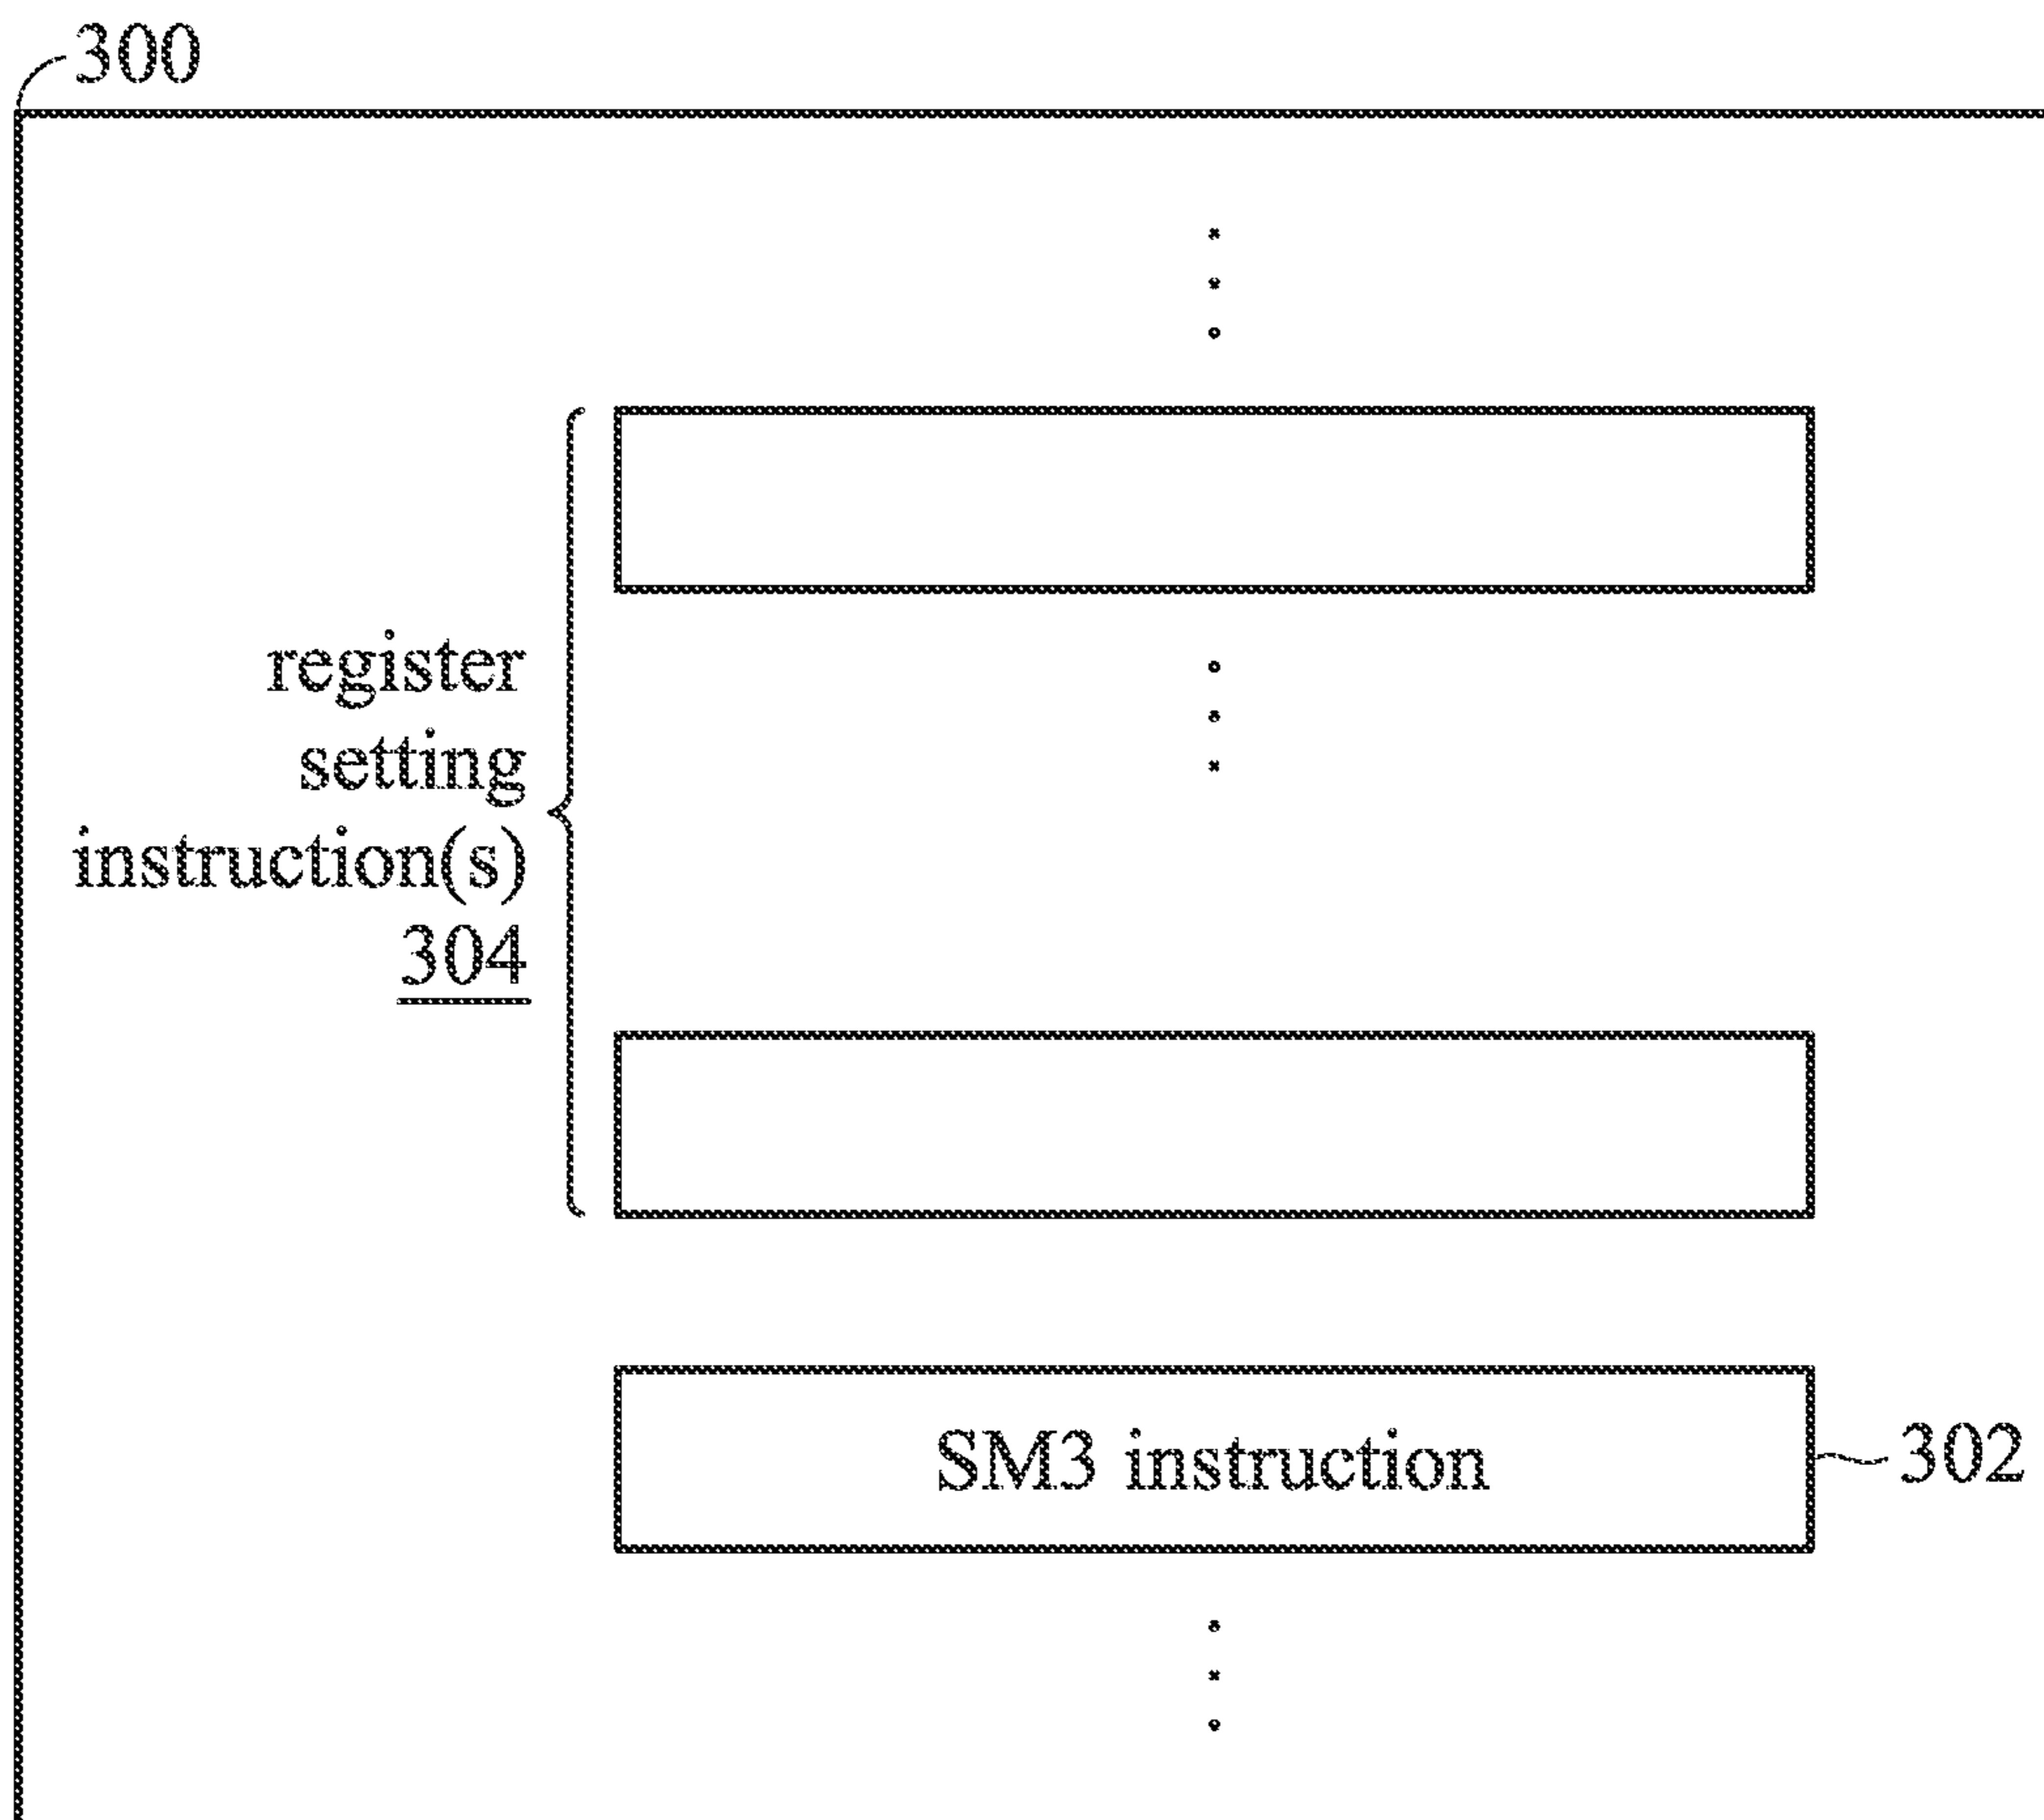 300
register
setting
instruction(s)
304
SM3 instruction
302